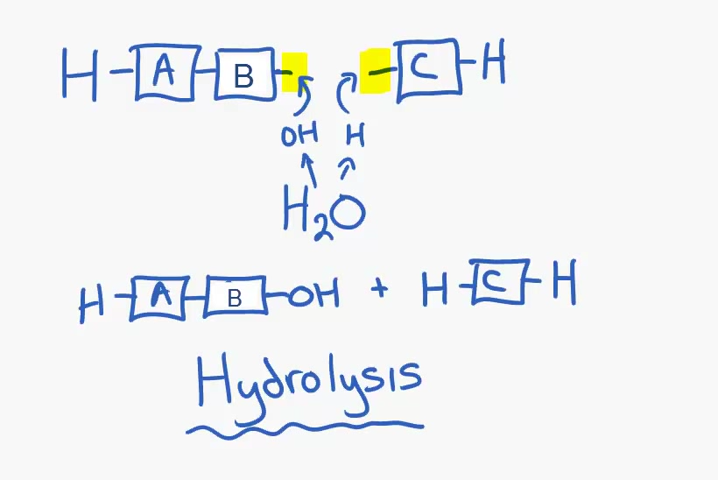 H A B C H
OH H
H2O
H A B OH + H C H
Hydrolysis